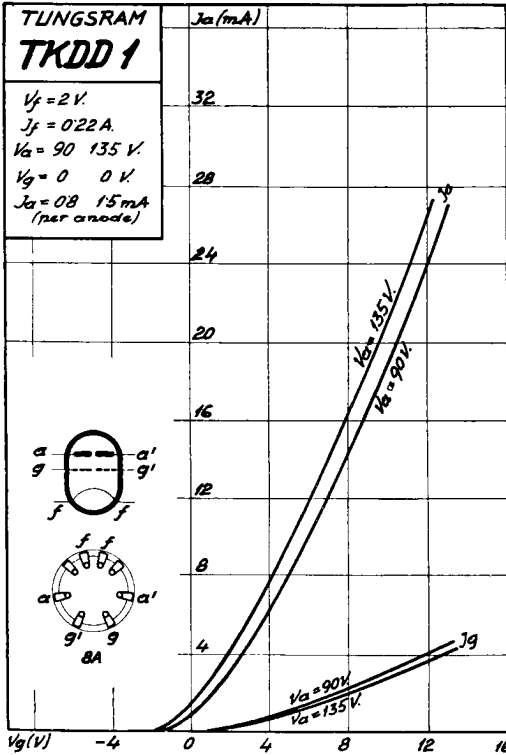 TUNGSRAM
TKDD 1
Vf = 2 V.
Jf = 0'22 A.
Va = 90 135 V.
Vg = 0 0 V.
Ja = 0'8 1'5 mA
(per anode)
Ja (mA)
32
28
24
20
16
12
8
4
Ja
Va = 135 V.
Va = 90 V.
Jg
Va = 90 V.
Va = 135 V.
a a'
g g'
f f
f f
a a'
g' g
8A
Vg (V) -4 0 4 8 12 16